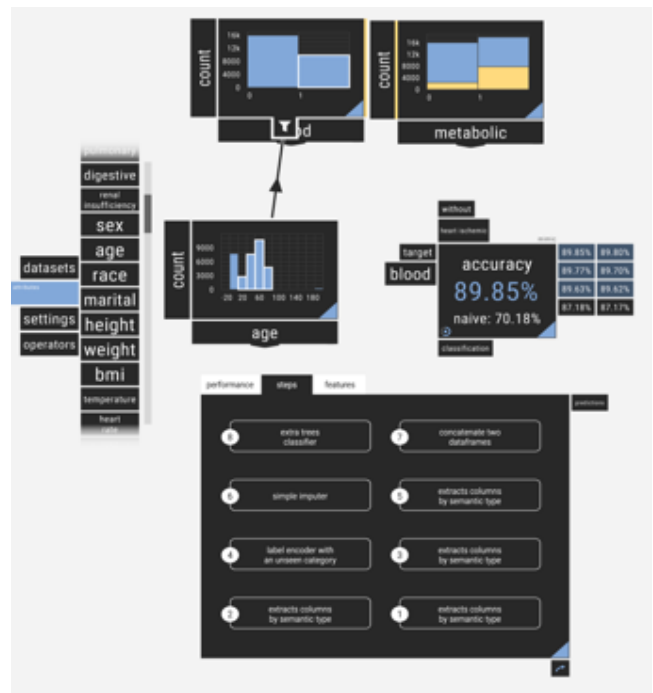 16k
12k
8000
4000
0
0
1
count
16k
12k
8000
4000
0
0
1
count
metabolic
pulmonary
digestive
renal
insufficiency
sex
age
race
marital
height
weight
bmi
temperature
heart
rate
datasets
attributes
settings
operators
count
9000
6000
3000
0
-20 20 60 100 140 180
age
without
heart ischemic
target
blood
accuracy
89.85%
naive: 70.18%
classification
89.85% 89.80%
89.77% 89.70%
89.63% 89.62%
87.18% 87.17%
performance steps features
predictions
8 extra trees
classifier
7 concatenate two
dataframes
6 simple imputer
5 extracts columns
by semantic type
4 label encoder with
an unseen category
3 extracts columns
by semantic type
2 extracts columns
by semantic type
1 extracts columns
by semantic type